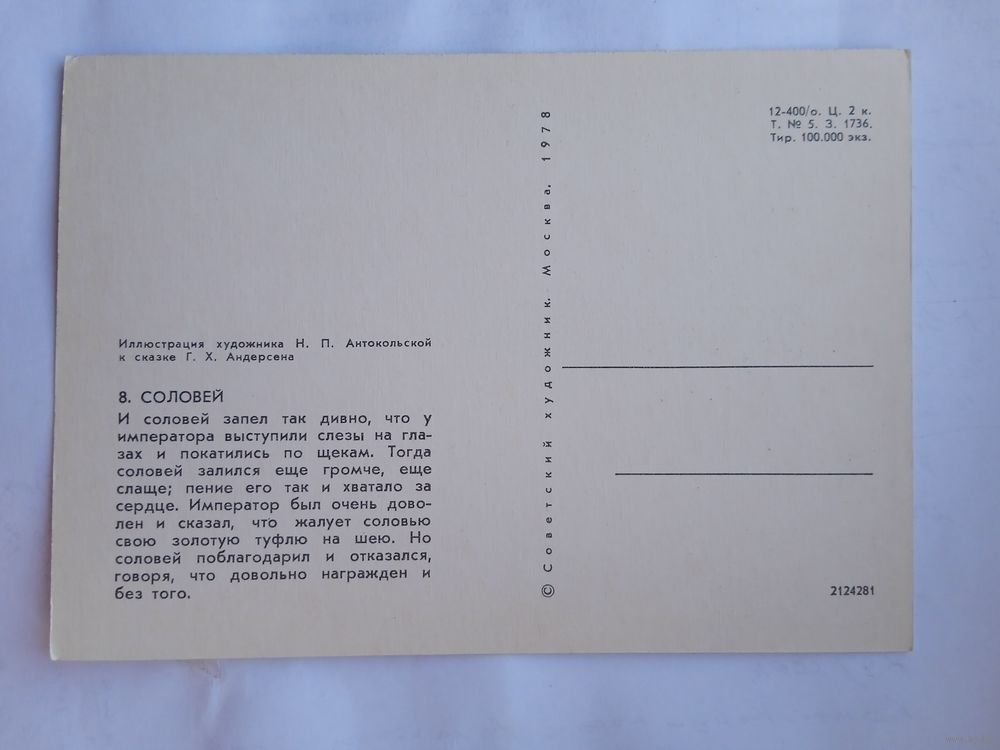 Иллюстрация художника Н. П. Антокольской
к сказке Г. Х. Андерсена
8. СОЛОВЕЙ
И соловей запел так дивно, что у
императора выступили слезы на гла-
зах и покатились по щекам. Тогда
соловей залился еще громче, еще
слаще; пение его так и хватало за
сердце. Император был очень дово-
лен и сказал, что жалует соловью
свою золотую туфлю на шею. Но
соловей поблагодарил и отказался,
говоря, что довольно награжден и
без того.
© Советский художник. Москва. 1978
12-400/о. Ц. 2 к.
Т. № 5. З. 1736.
Тир. 100.000 экз.
2124281